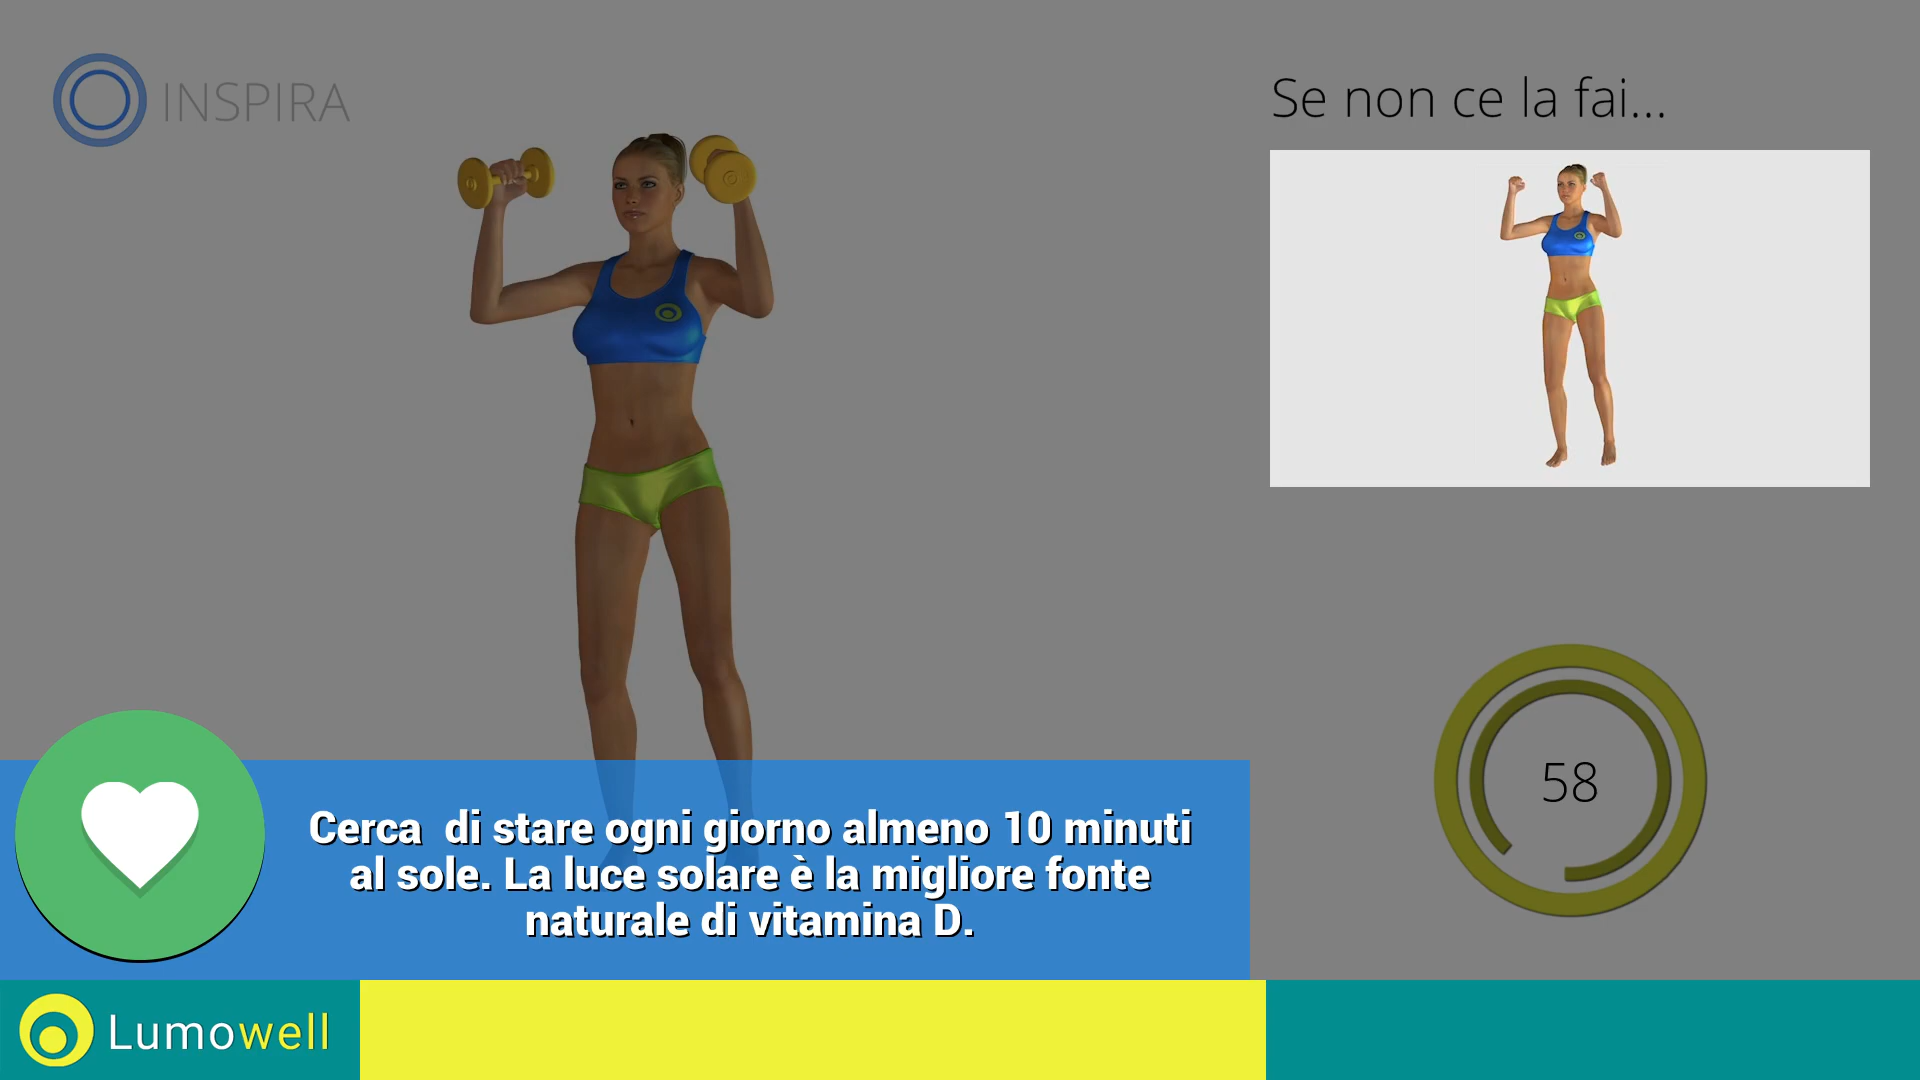 INSPIRA
Se non ce la fai...
58
Cerca  di stare ogni giorno almeno 10 minuti
al sole. La luce solare è la migliore fonte
naturale di vitamina D.
Lumowell